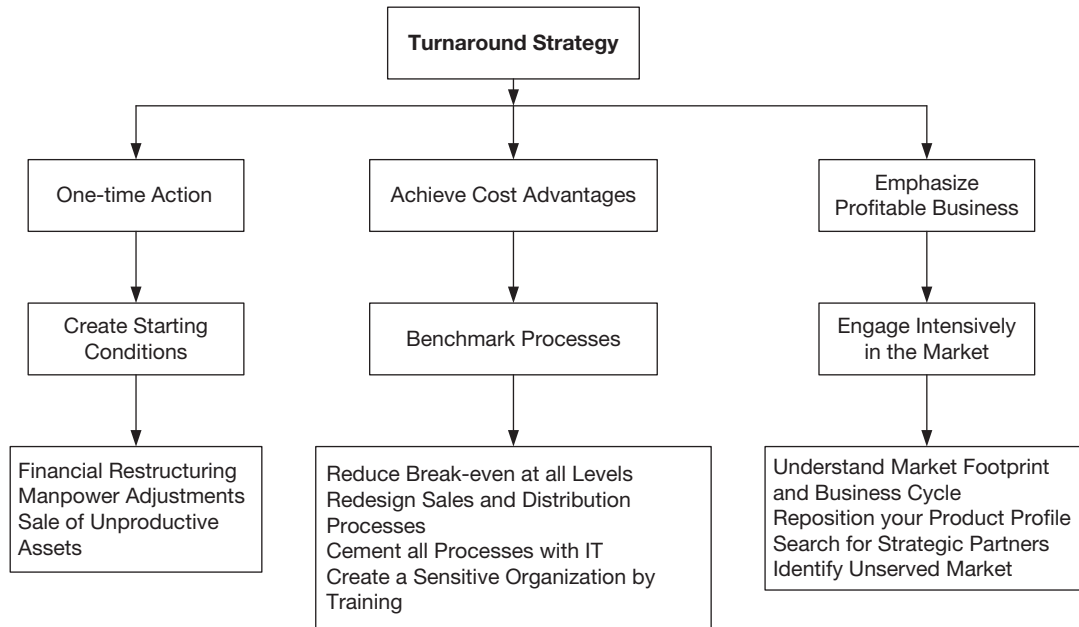 Turnaround Strategy
One-time Action
Achieve Cost Advantages
Emphasize
Profitable Business
Create Starting
Conditions
Benchmark Processes
Engage Intensively
in the Market
Financial Restructuring
Manpower Adjustments
Sale of Unproductive
Assets
Reduce Break-even at all Levels
Redesign Sales and Distribution
Processes
Cement all Processes with IT
Create a Sensitive Organization by
Training
Understand Market Footprint
and Business Cycle
Reposition your Product Profile
Search for Strategic Partners
Identify Unserved Market